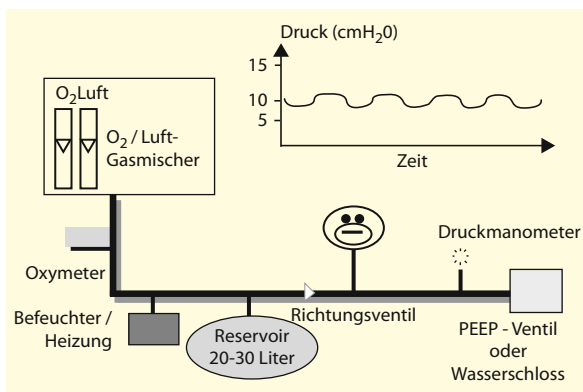 Druck (cmH20)
15
10
5
Zeit
O2Luft
O2 / Luft-
Gasmischer
Oxymeter
Befeuchter /
Heizung
Reservoir
20-30 Liter
Richtungsventil
Druckmanometer
PEEP - Ventil
oder
Wasserschloss